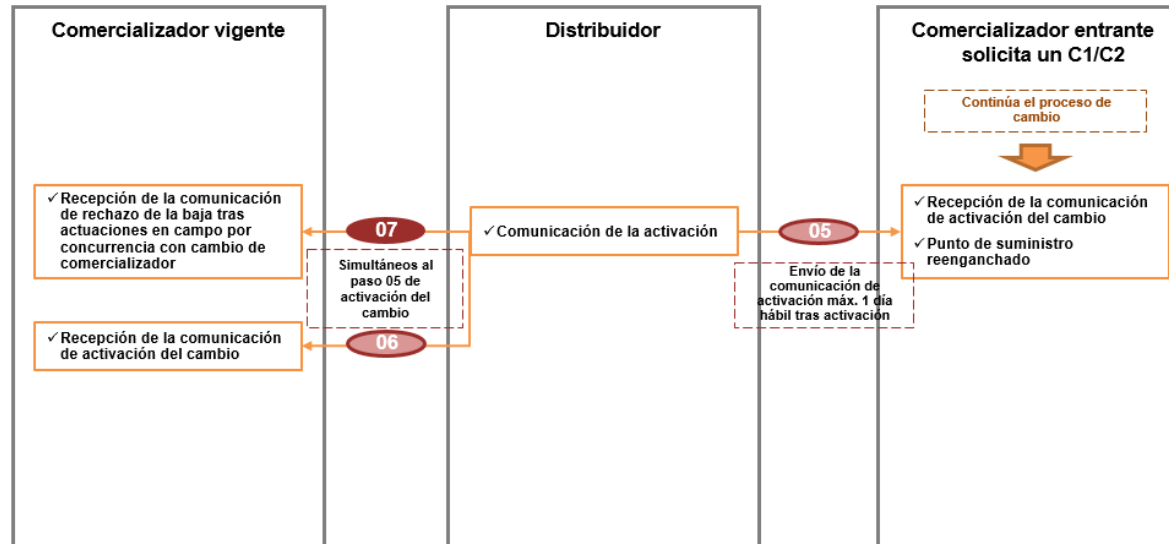 Comercializador vigente
Distribuidor
Comercializador entrante
solicita un C1/C2
Continúa el proceso de
cambio
✓Recepción de la comunicación
de rechazo de la baja tras
actuaciones en campo por
concurrencia con cambio de
comercializador
07
✓Comunicación de la activación
05
✓Recepción de la comunicación
de activación del cambio
✓Punto de suministro
reenganchado
Simultáneos al
paso 05 de
activación del
cambio
Envío de la
comunicación de
activación máx. 1 día
hábil tras activación
✓Recepción de la comunicación
de activación del cambio
06